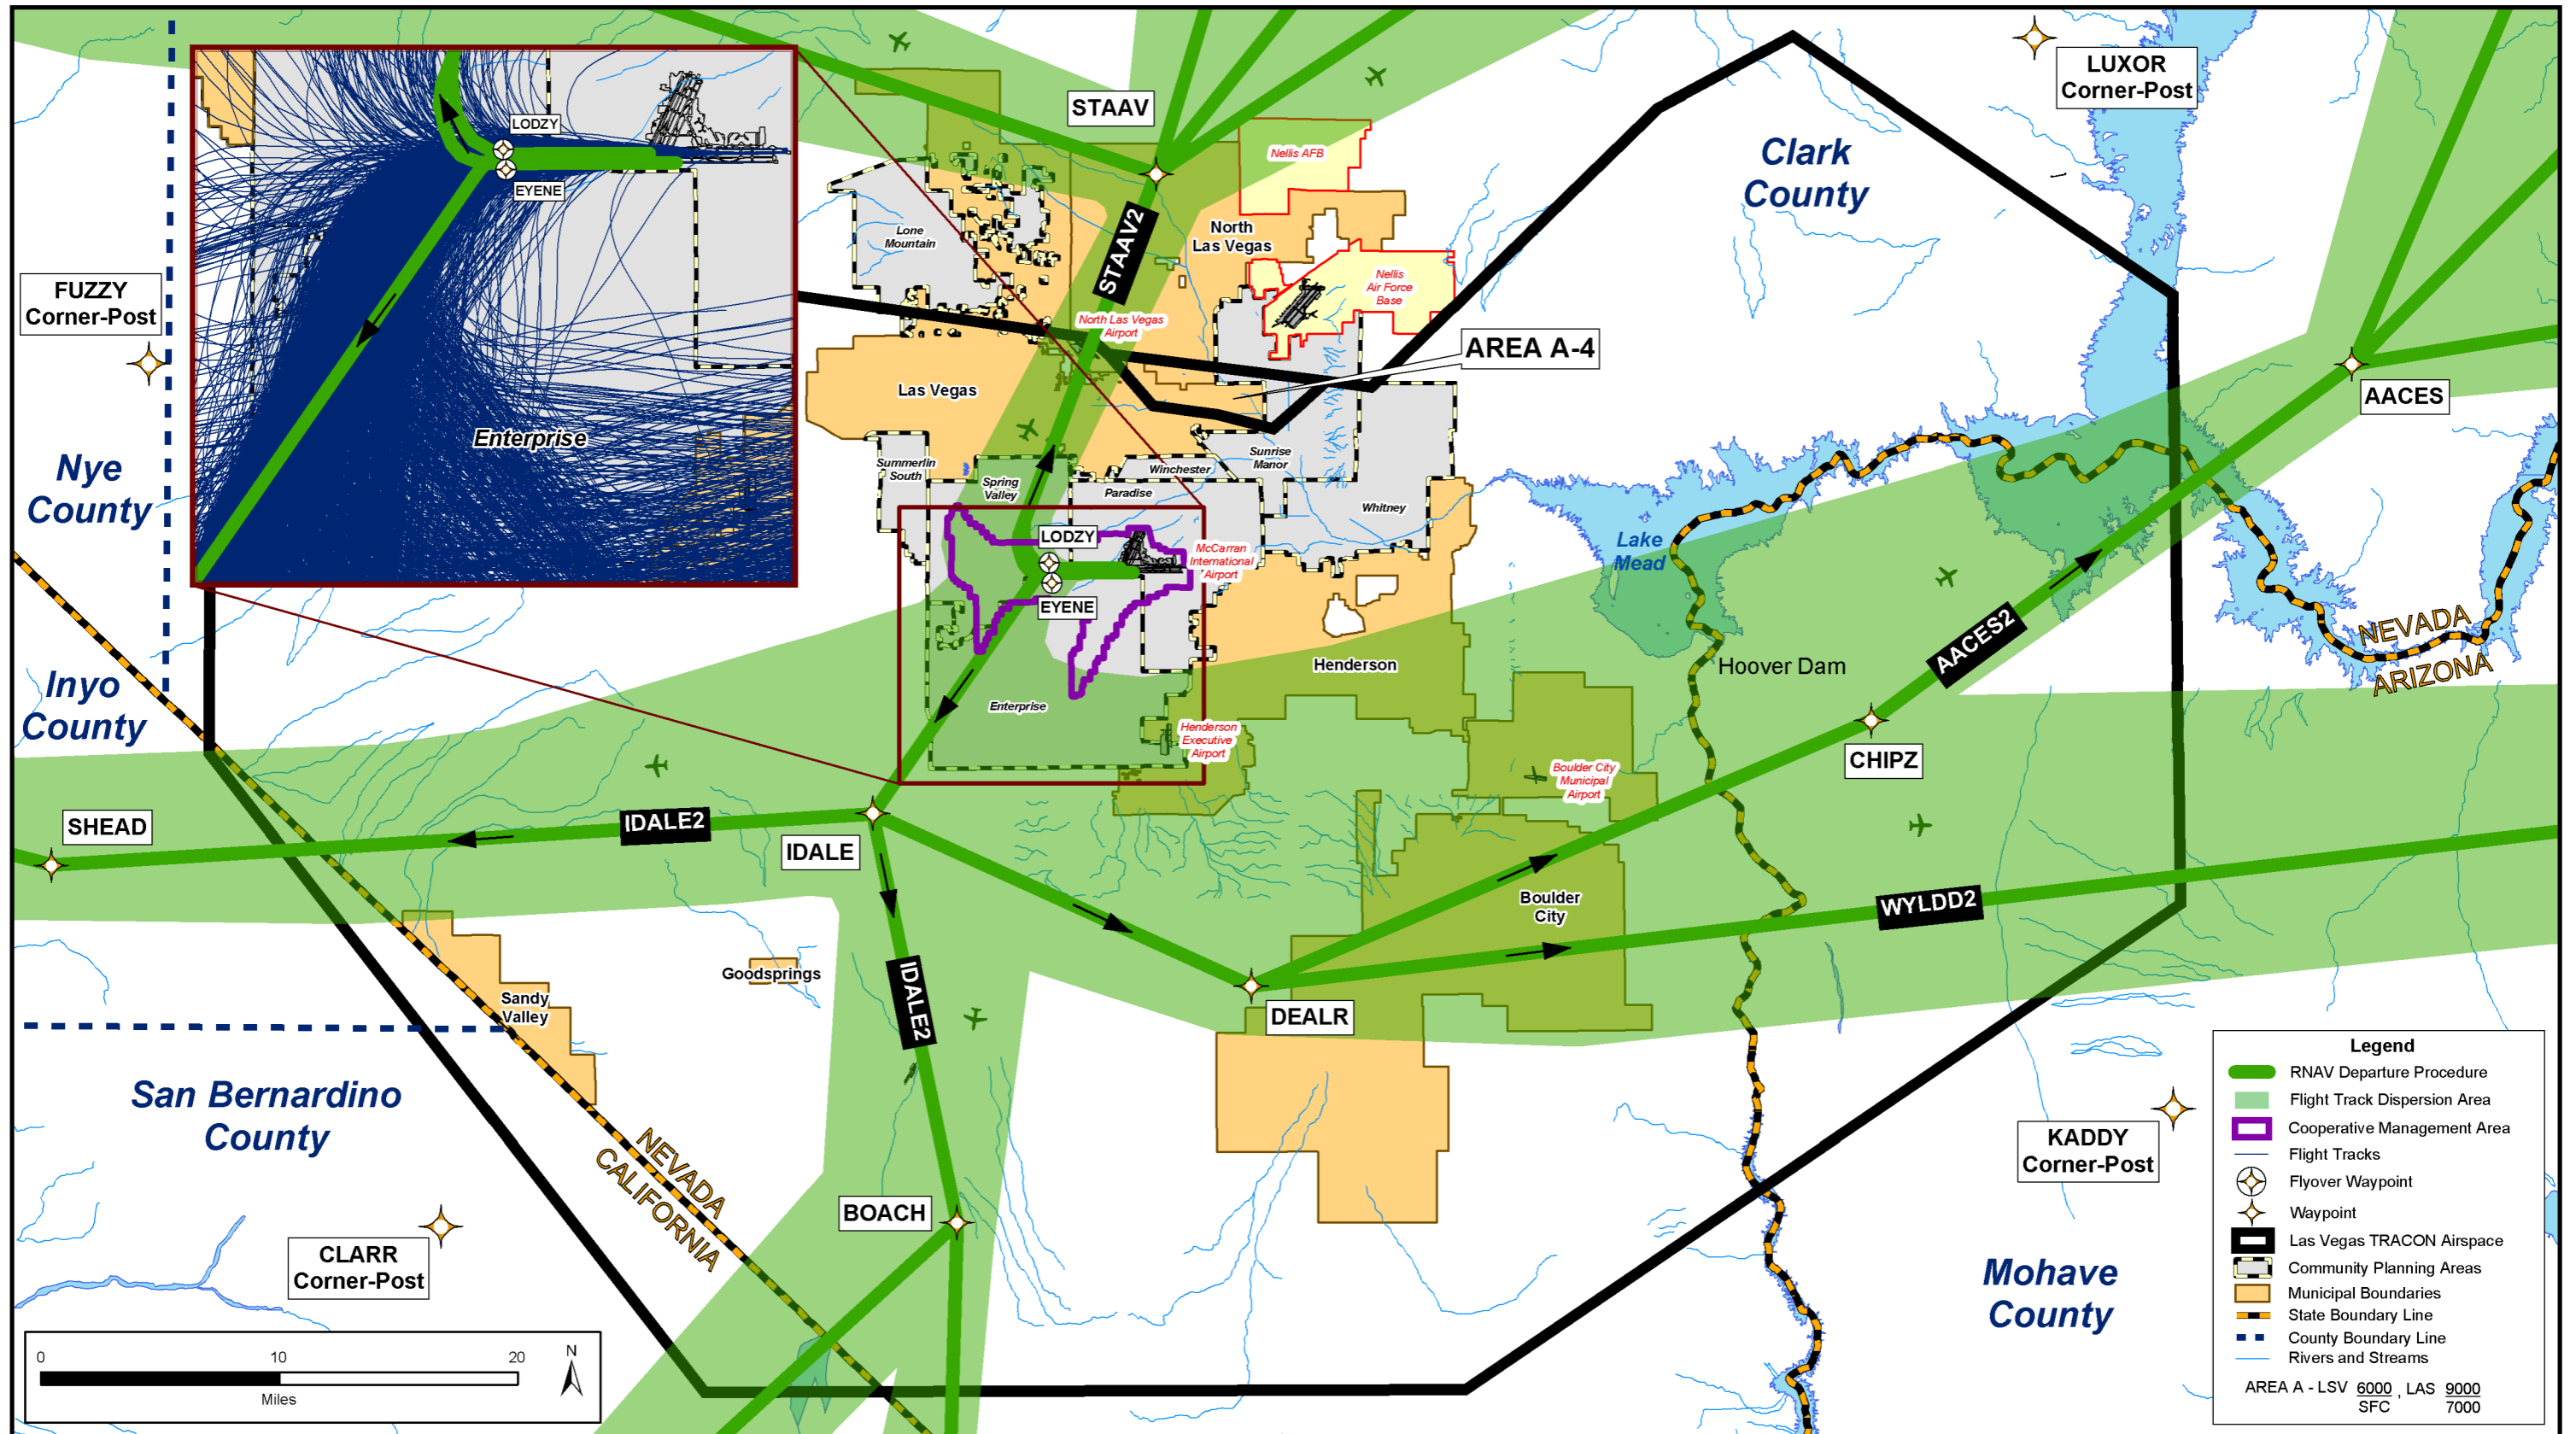 LODZY
EYENE
Enterprise
STAAV
LUXOR
Corner-Post
Clark
County
Nellis AFB
North
Las Vegas
Lone
Mountain
STAAV2
Nellis
Air Force
Base
FUZZY
Corner-Post
North Las Vegas
Airport
AREA A-4
Las Vegas
AACES
Nye
County
Summerlin
South
Spring
Valley
Winchester
Sunrise
Manor
Paradise
Whitney
LODZY
McCarran
International
Airport
EYENE
Lake
Mead
NEVADA
ARIZONA
AACES2
Hoover Dam
Henderson
Inyo
County
Enterprise
Henderson
Executive
Airport
CHIPZ
Boulder City
Municipal
Airport
SHEAD
IDALE2
IDALE
Boulder
City
WYLDD2
Goodsprings
Sandy
Valley
IDALE2
DEALR
San Bernardino
County
NEVADA
CALIFORNIA
KADDY
Corner-Post
BOACH
CLARR
Corner-Post
Mohave
County
0 10 20
Miles
N
Legend
RNAV Departure Procedure
Flight Track Dispersion Area
Cooperative Management Area
Flight Tracks
Flyover Waypoint
Waypoint
Las Vegas TRACON Airspace
Community Planning Areas
Municipal Boundaries
State Boundary Line
County Boundary Line
Rivers and Streams
AREA A - LSV 6000 , LAS 9000
SFC 7000